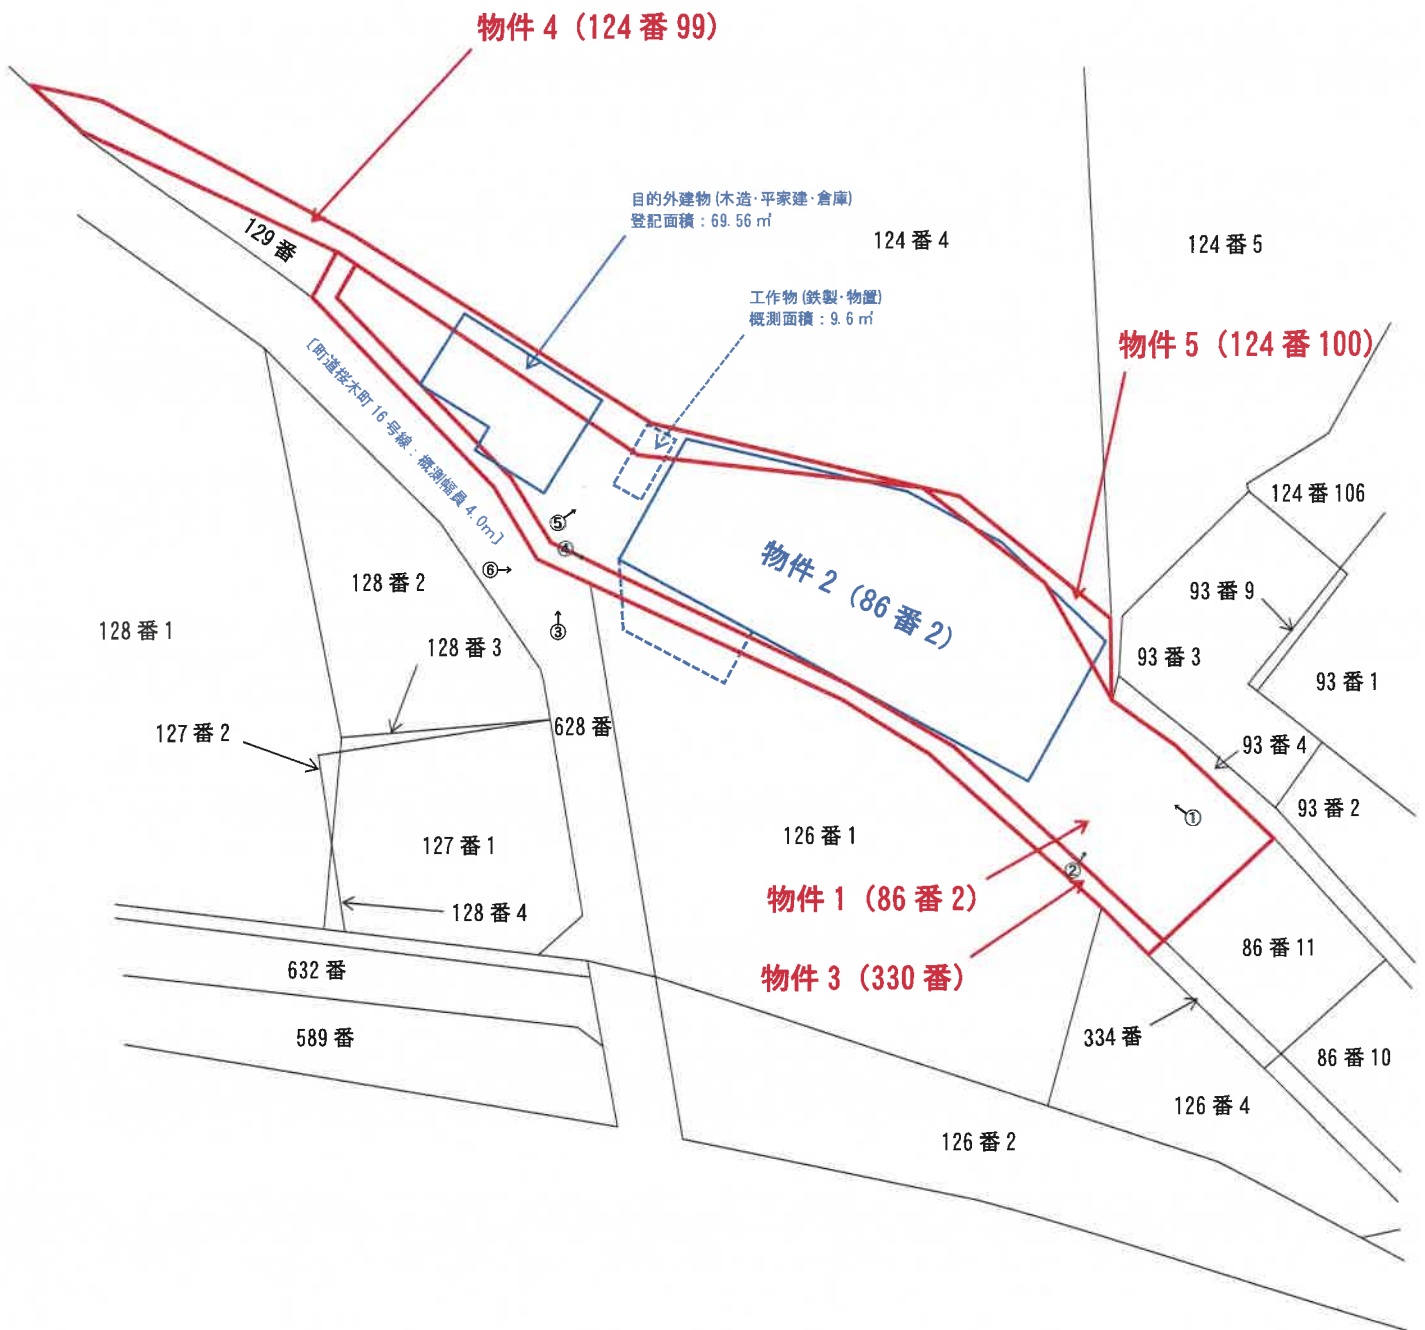 物件 4（124 番 99）
目的外建物 (木造･平家建･倉庫)
登記面積：69.56 ㎡
129 番
124 番 4
124 番 5
工作物 (鉄製･物置)
概測面積：9.6 ㎡
物件 5（124 番 100）
［町道桜木町 16 号線：概測幅員 4.0m］
124 番 106
⑤
④
物件 2（86 番 2）
⑥
128 番 2
93 番 9
128 番 1
③
128 番 3
93 番 3
93 番 1
127 番 2
628 番
93 番 4
93 番 2
①
126 番 1
127 番 1
②
物件 1（86 番 2）
128 番 4
86 番 11
632 番
物件 3（330 番）
589 番
334 番
86 番 10
126 番 4
126 番 2